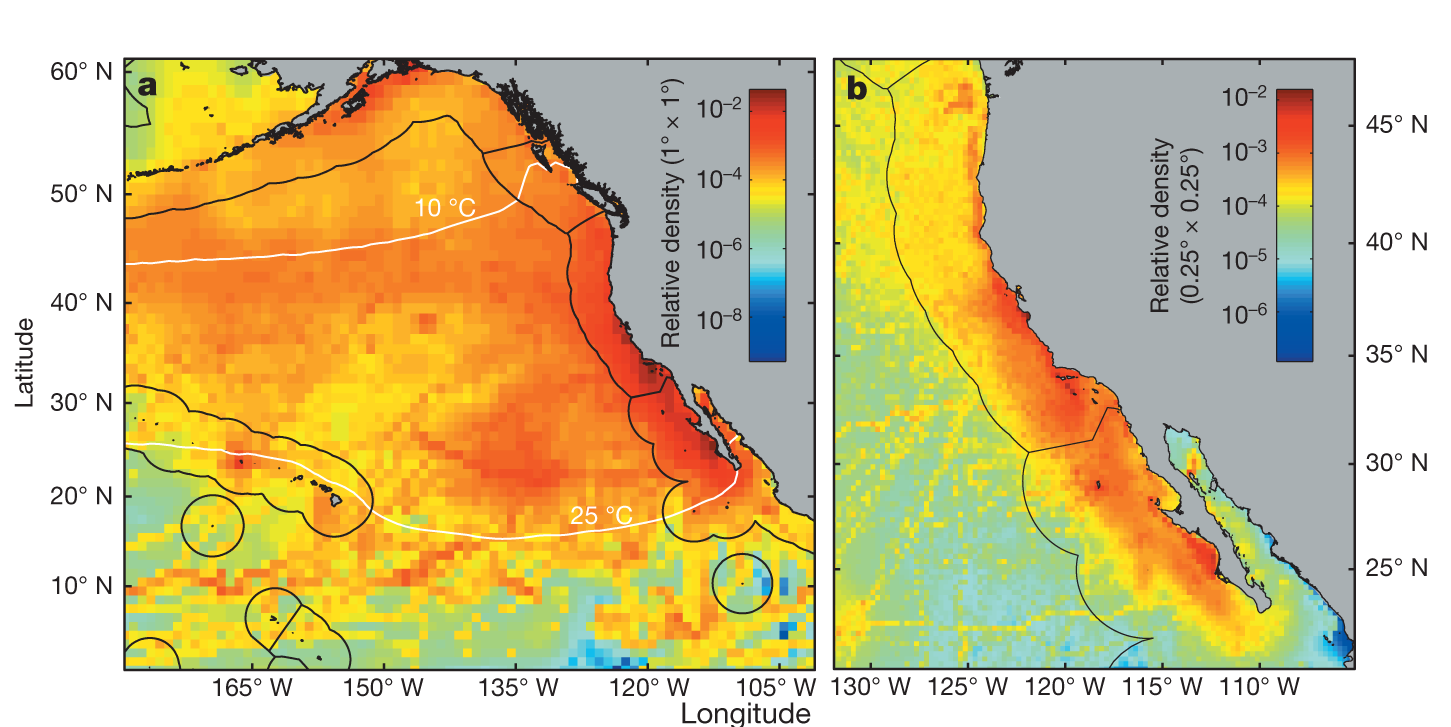 a
b
60° N
50° N
40° N
30° N
20° N
10° N
Latitude
10 °C
25 °C
Relative density (1° × 1°)
10⁻²
10⁻⁴
10⁻⁶
10⁻⁸
165° W 150° W 135° W 120° W 105° W
Relative density
(0.25° × 0.25°)
10⁻²
10⁻³
10⁻⁴
10⁻⁵
10⁻⁶
45° N
40° N
35° N
30° N
25° N
130° W 125° W 120° W 115° W 110° W
Longitude